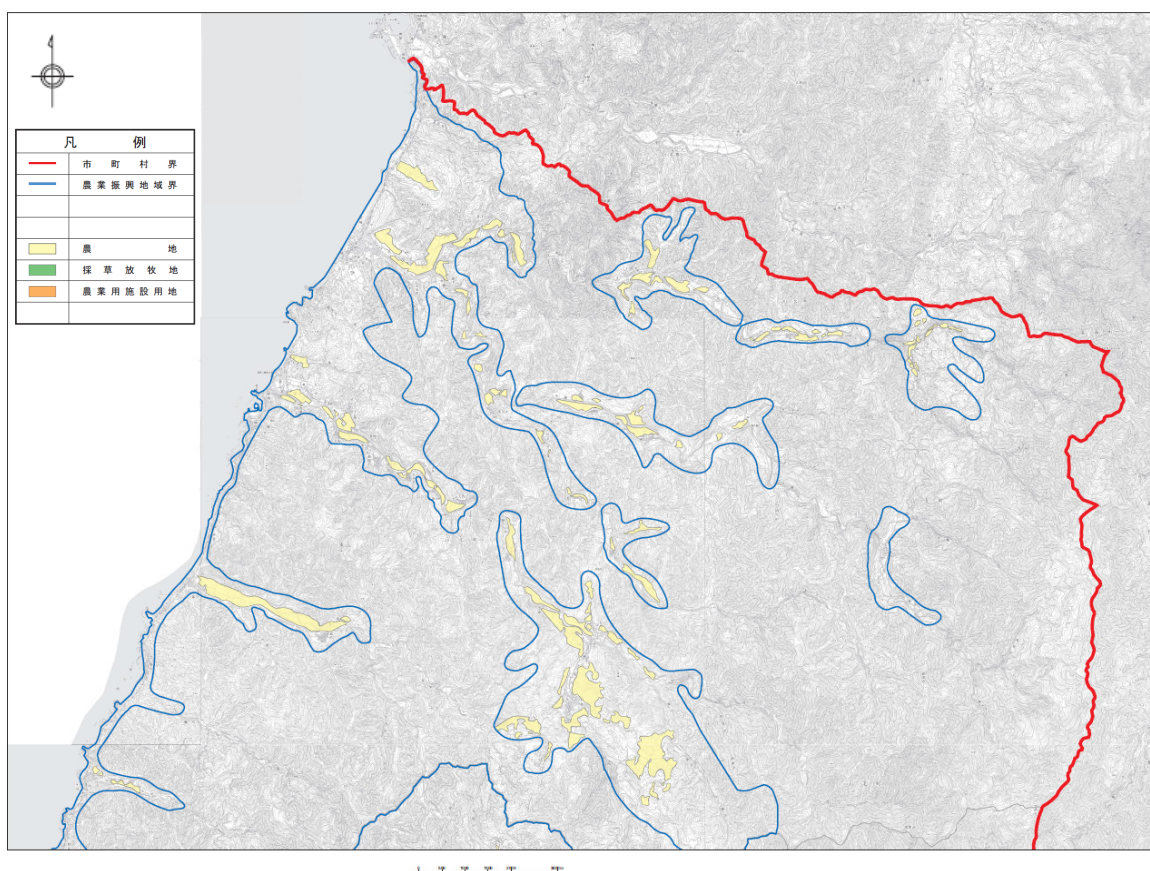 凡 例
市町村界
農業振興地域界
農地
採草放牧地
農業用施設用地